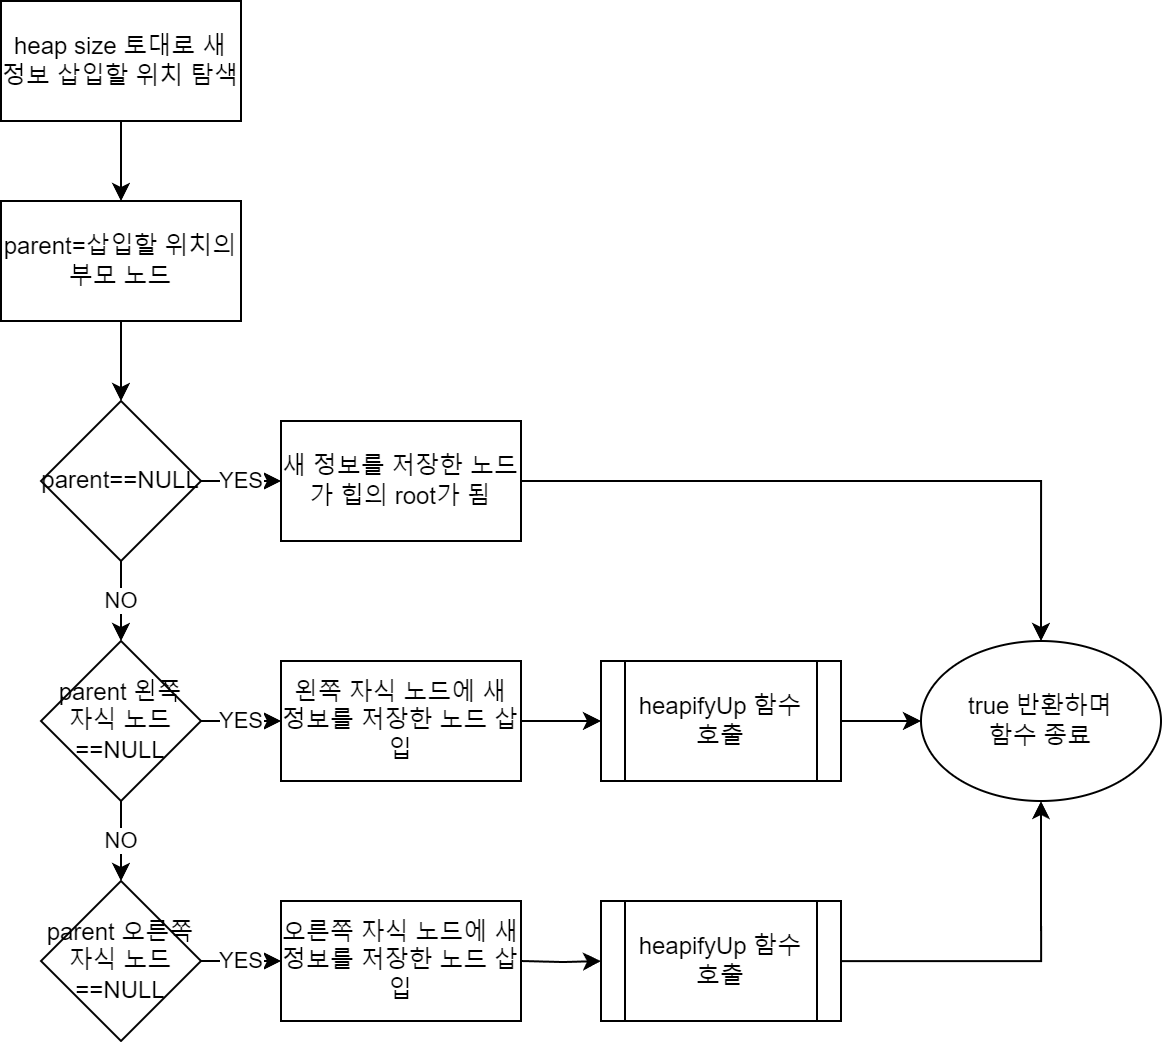 heap size 토대로 새
정보 삽입할 위치 탐색
parent=삽입할 위치의
부모 노드
parent==NULL
YES
새 정보를 저장한 노드
가 힙의 root가 됨
NO
parent 왼쪽
자식 노드
==NULL
YES
왼쪽 자식 노드에 새
정보를 저장한 노드 삽
입
heapifyUp 함수
호출
true 반환하며
함수 종료
NO
parent 오른쪽
자식 노드
==NULL
YES
오른쪽 자식 노드에 새
정보를 저장한 노드 삽
입
heapifyUp 함수
호출